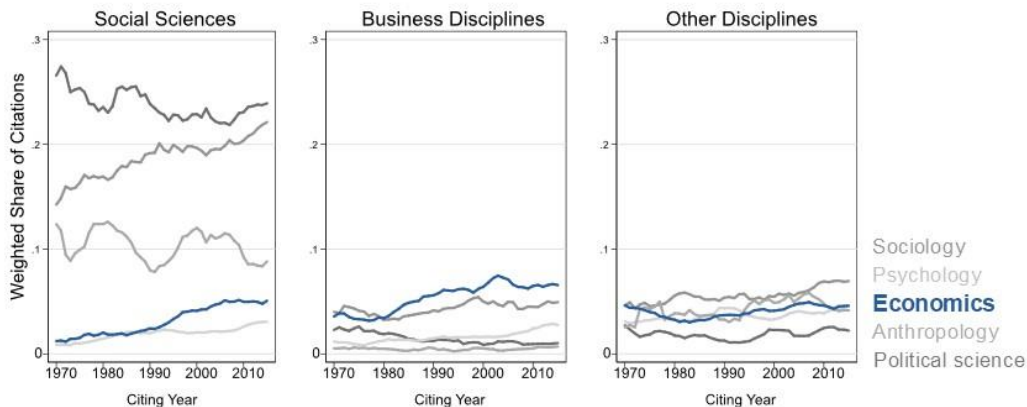 Social Sciences
Business Disciplines
Other Disciplines
Weighted Share of Citations
.3
.2
.1
0
1970 1980 1990 2000 2010
Citing Year
.3
.2
.1
0
1970 1980 1990 2000 2010
Citing Year
.3
.2
.1
0
1970 1980 1990 2000 2010
Citing Year
Sociology
Psychology
Economics
Anthropology
Political science